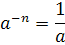 a⁻ⁿ = 1/a